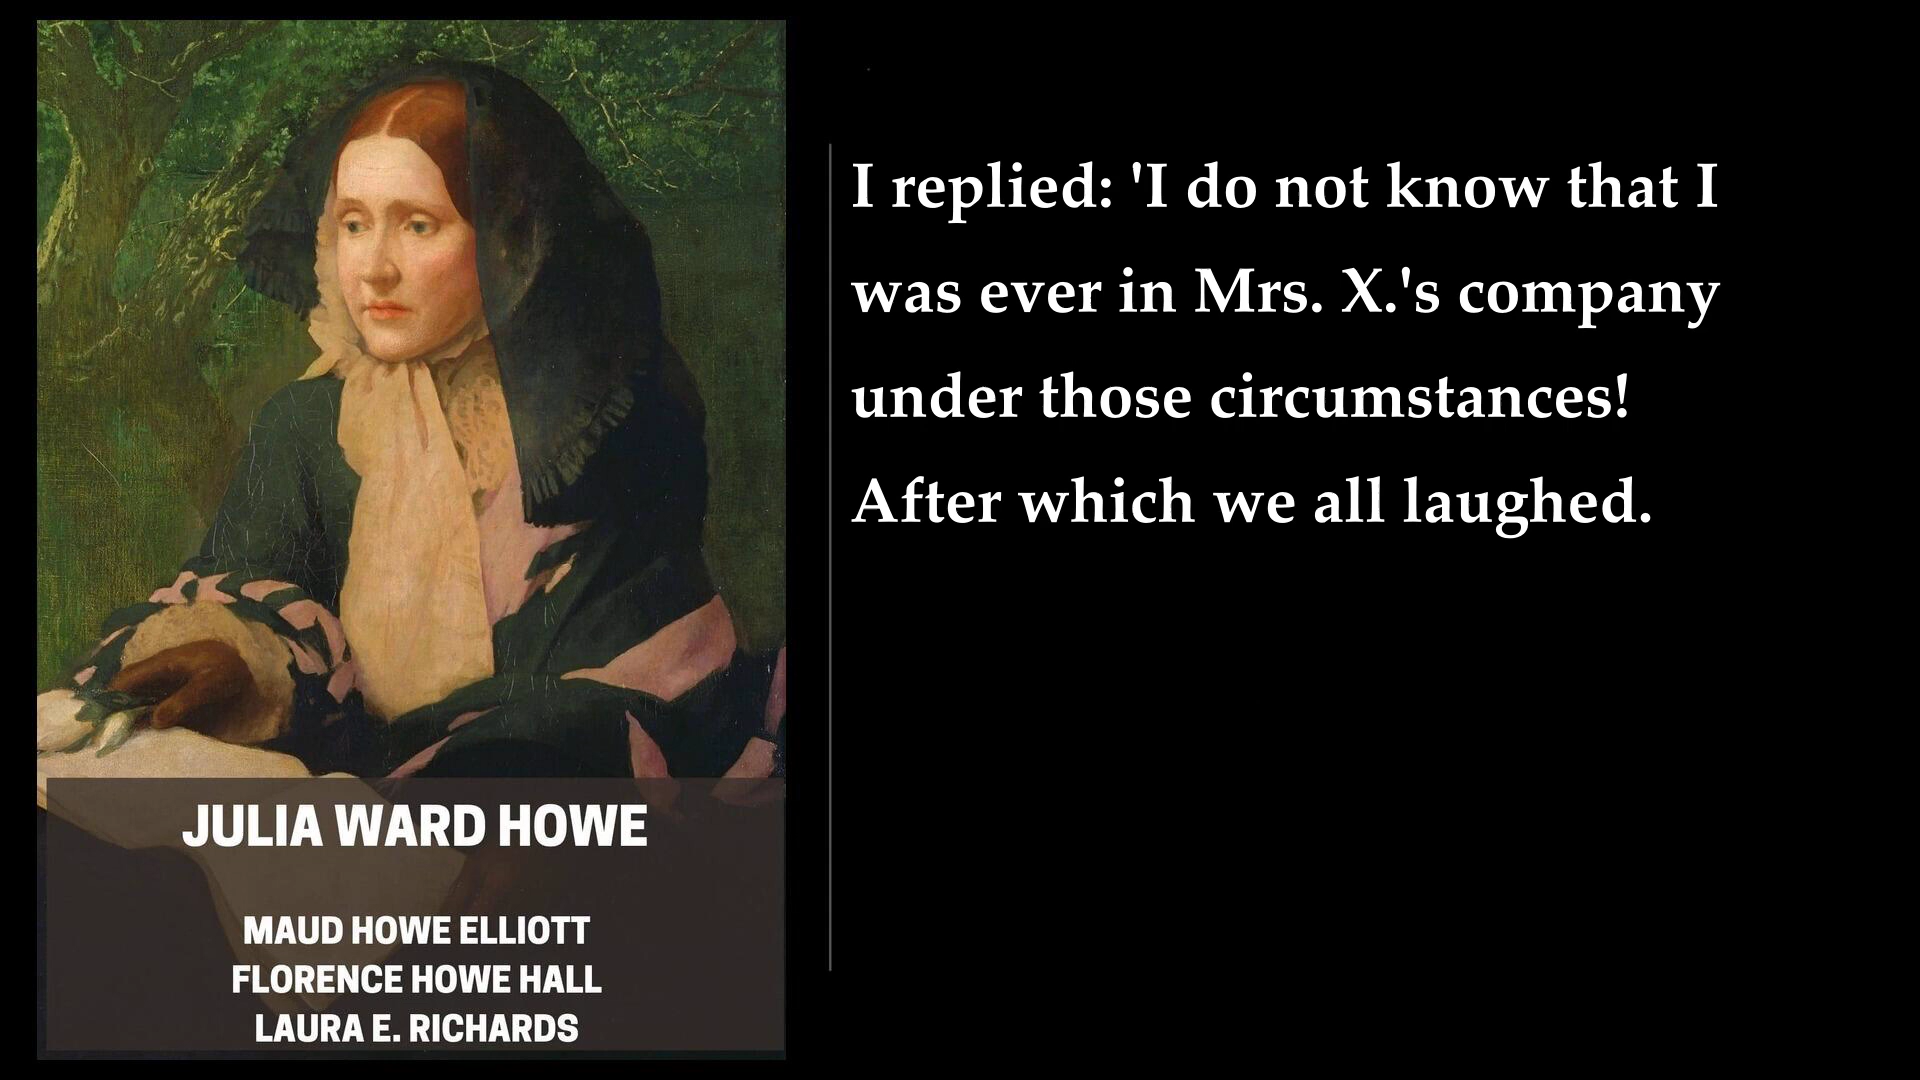 JULIA WARD HOWE
MAUD HOWE ELLIOTT
FLORENCE HOWE HALL
LAURA E. RICHARDS
I replied: 'I do not know that I
was ever in Mrs. X.'s company
under those circumstances!
After which we all laughed.